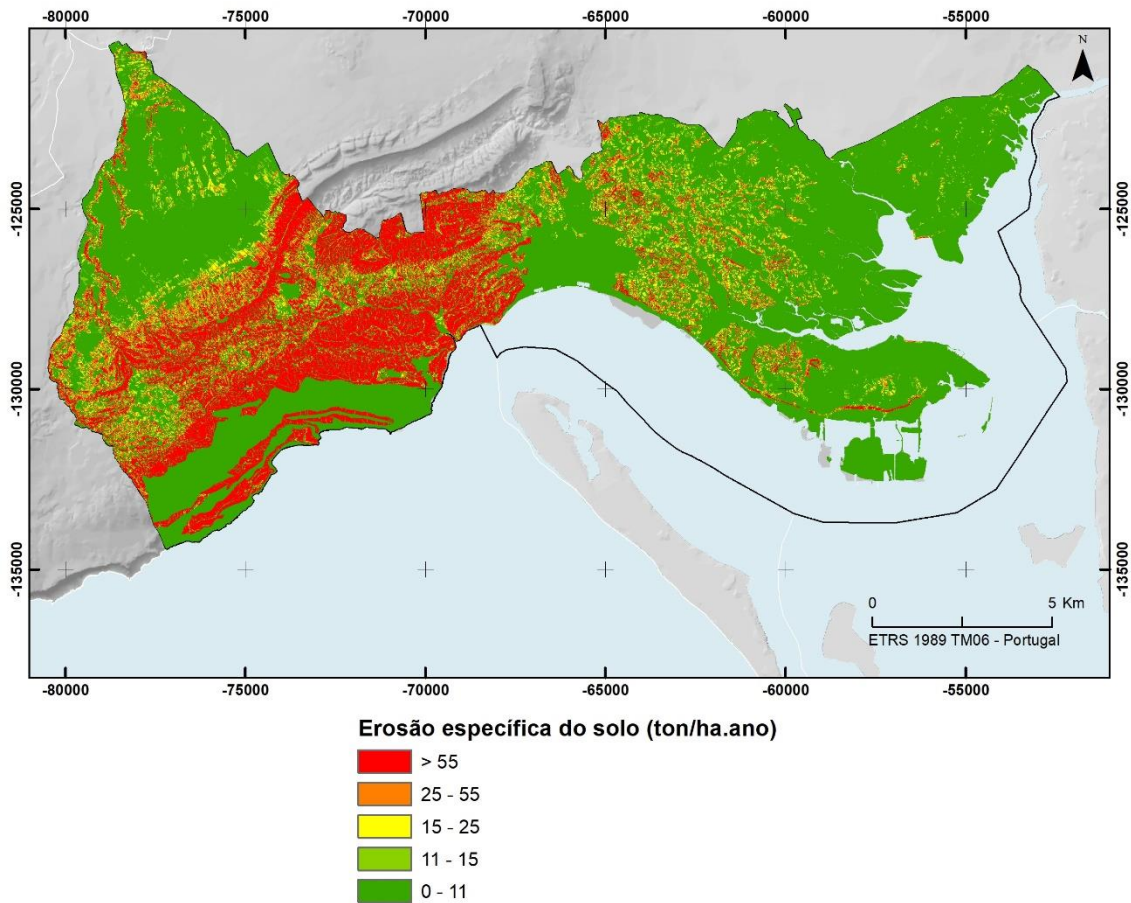 -80000 -75000 -70000 -65000 -60000 -55000
N
-125000 -125000
-130000 -130000
-135000 -135000
0 5 Km
ETRS 1989 TM06 - Portugal
-80000 -75000 -70000 -65000 -60000 -55000
Erosão específica do solo (ton/ha.ano)
> 55
25 - 55
15 - 25
11 - 15
0 - 11